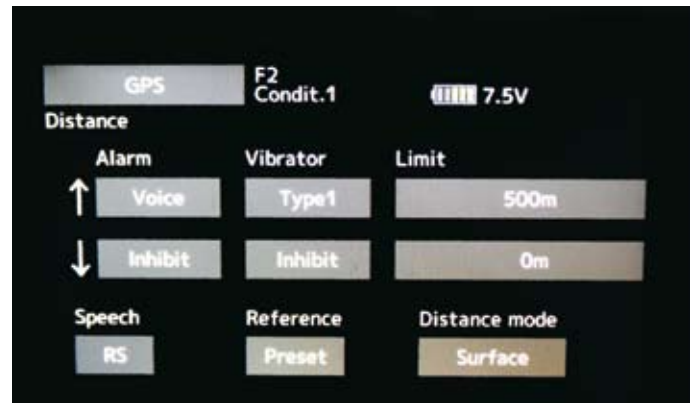 GPS
F2
Condit.1
7.5V
Distance
Alarm Vibrator Limit
↑ Voice Type1 500m
↓ Inhibit Inhibit 0m
Speech Reference Distance mode
RS Preset Surface